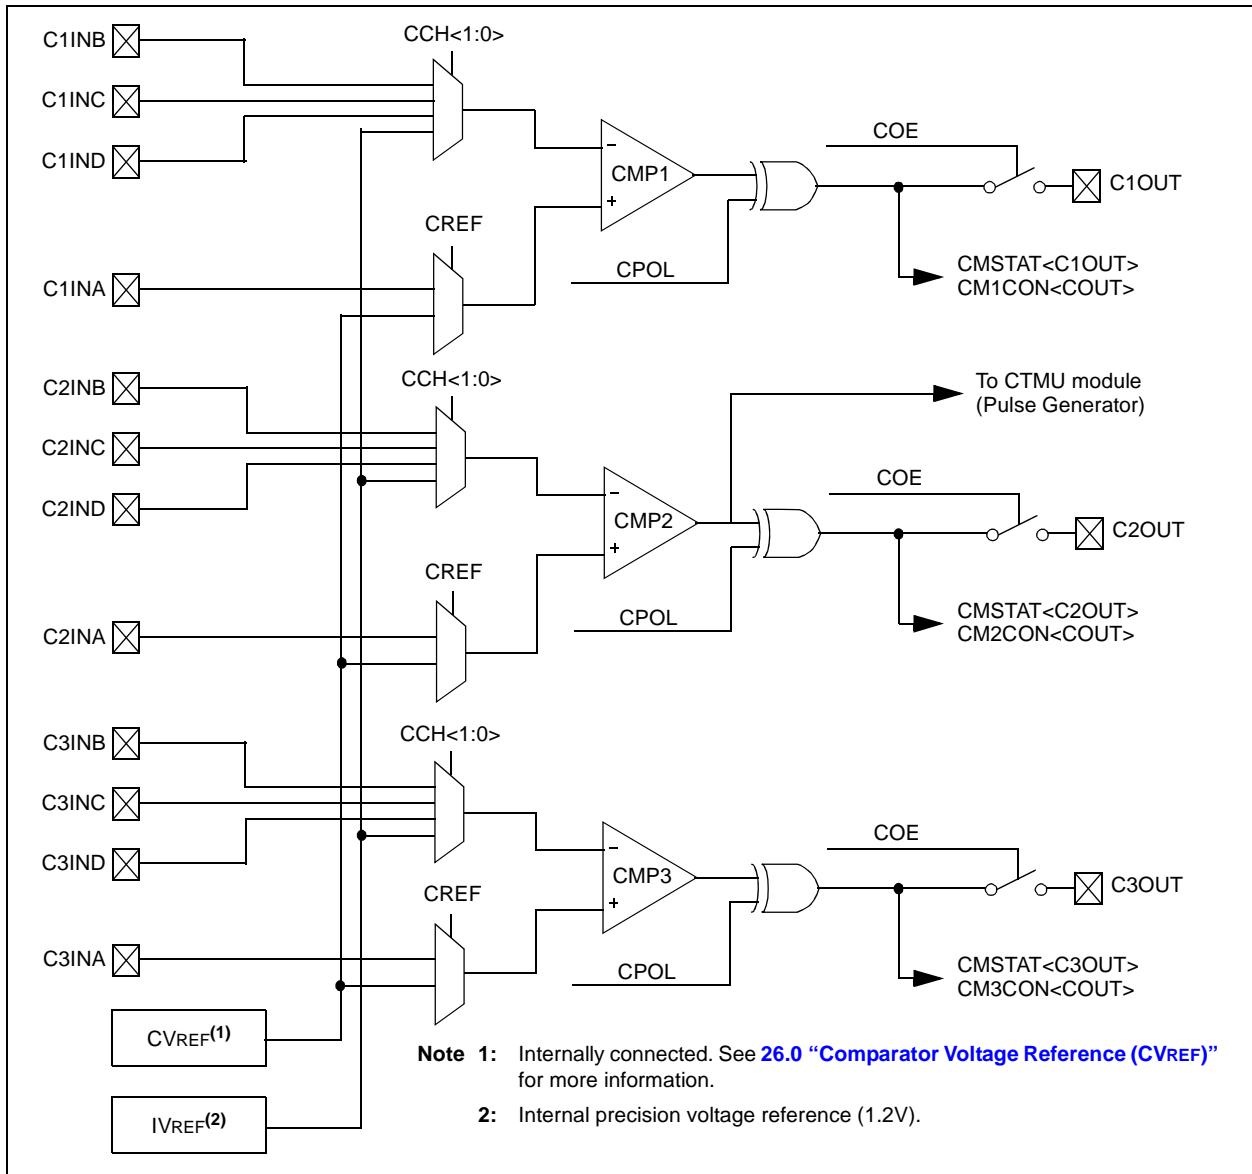 C1INB
CCH<1:0>
C1INC
C1IND
COE
–
CMP1
+
C1OUT
CREF
C1INA
CPOL
CMSTAT<C1OUT>
CM1CON<COUT>
C2INB
CCH<1:0>
To CTMU module
(Pulse Generator)
C2INC
C2IND
COE
–
CMP2
+
C2OUT
CREF
C2INA
CPOL
CMSTAT<C2OUT>
CM2CON<COUT>
C3INB
CCH<1:0>
C3INC
C3IND
COE
–
CMP3
+
C3OUT
CREF
C3INA
CPOL
CMSTAT<C3OUT>
CM3CON<COUT>
CVREF(1)
IVREF(2)
Note 1: Internally connected. See 26.0 “Comparator Voltage Reference (CVREF)”
for more information.
2: Internal precision voltage reference (1.2V).